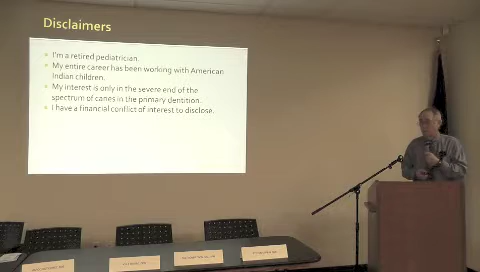 Disclaimers
I'm a retired pediatrician.
My entire career has been working with American
Indian children.
My interest is only in the severe end of the
spectrum of caries in the primary dentition.
I have a financial conflict of interest to disclose.